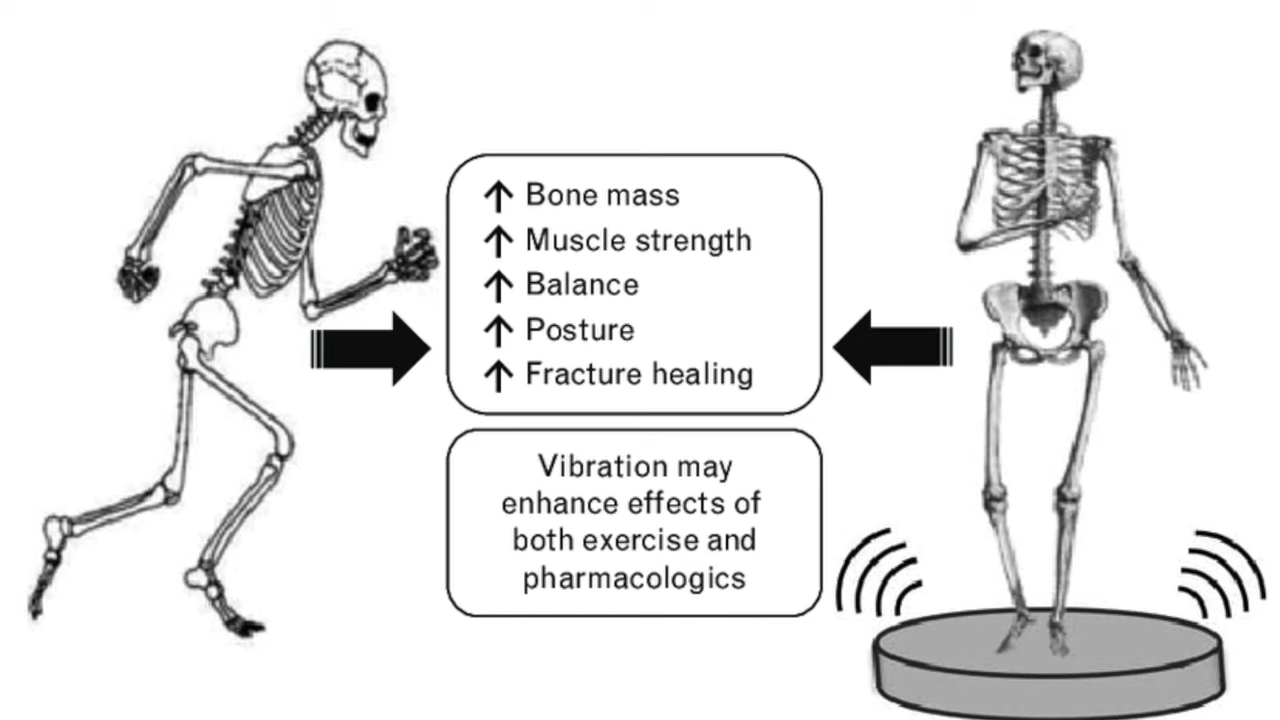 ↑ Bone mass
↑ Muscle strength
↑ Balance
↑ Posture
↑ Fracture healing
Vibration may
enhance effects of
both exercise and
pharmacologics